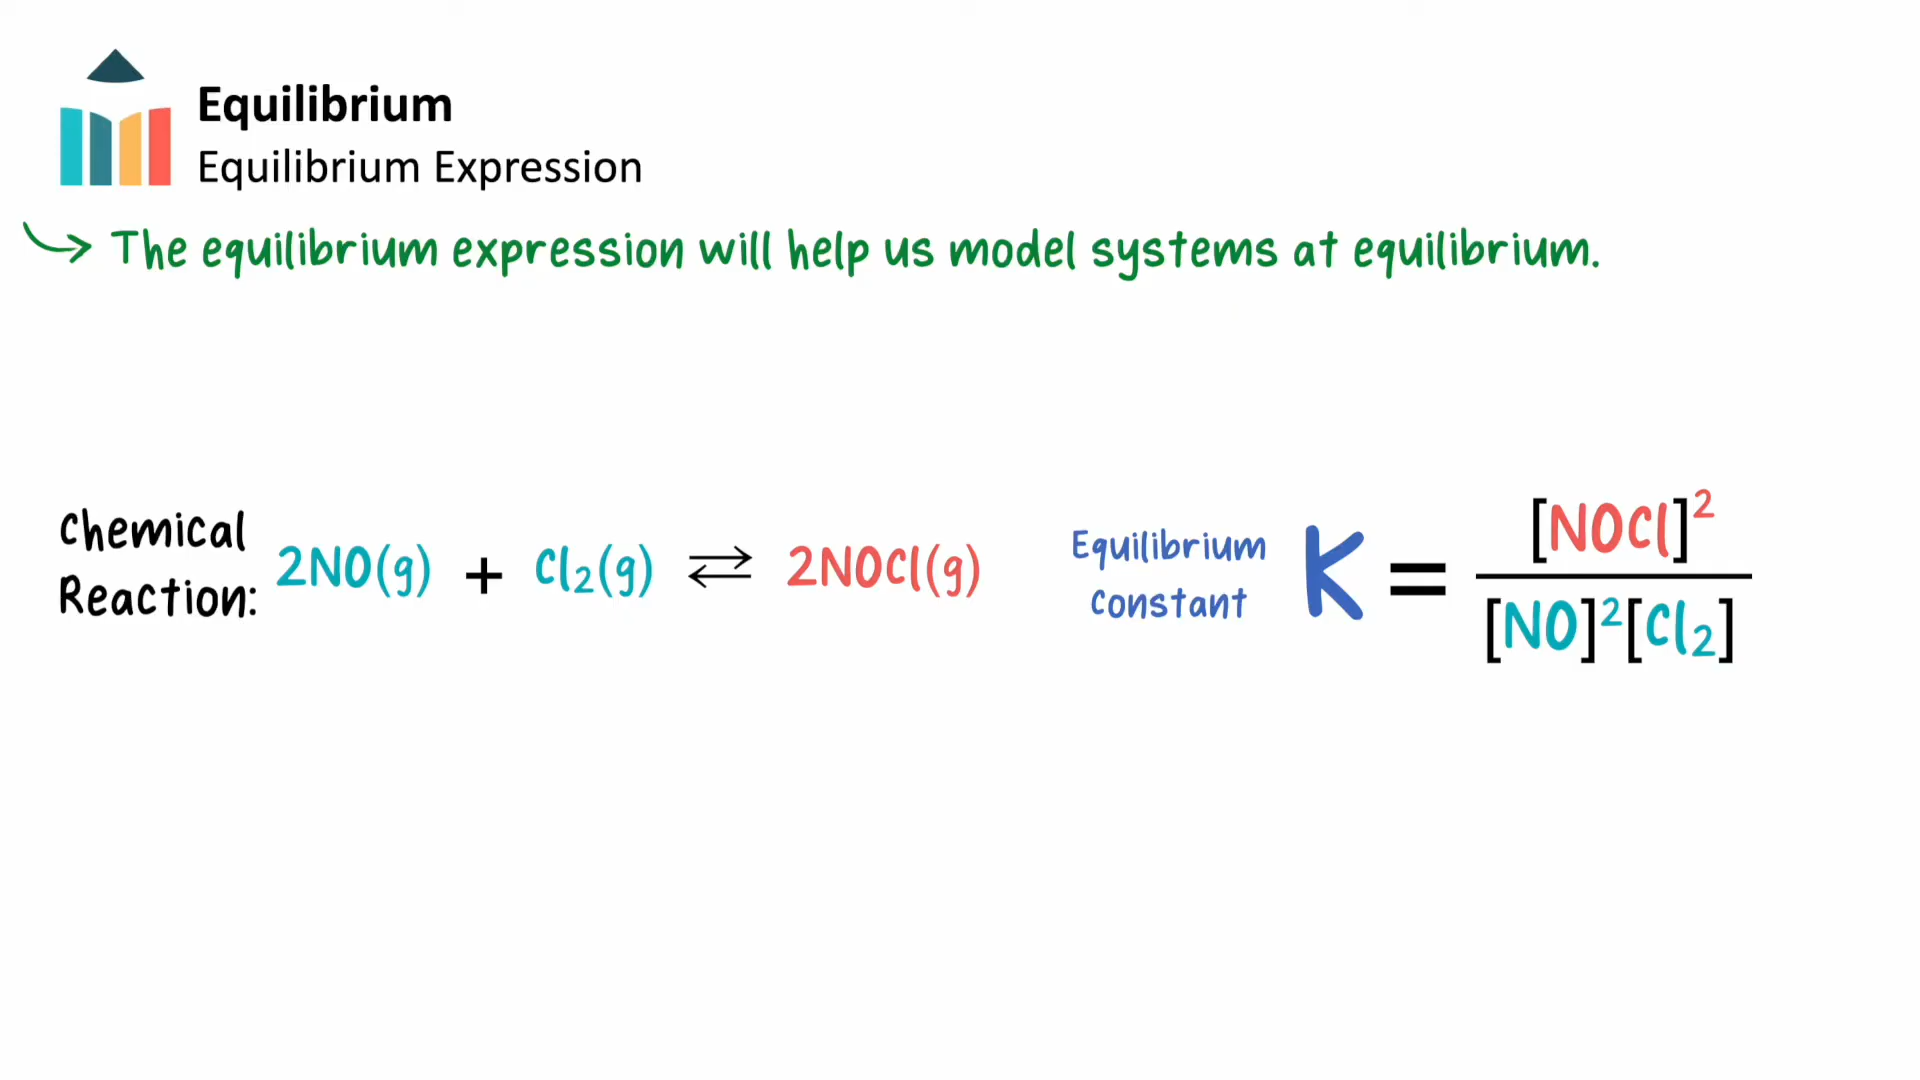 Equilibrium
Equilibrium Expression
The equilibrium expression will help us model systems at equilibrium.
Chemical
Reaction:
2NO(g) + Cl₂(g) ⇌ 2NOCl(g)
Equilibrium
constant
K = [NOCl]²
[NO]²[Cl₂]